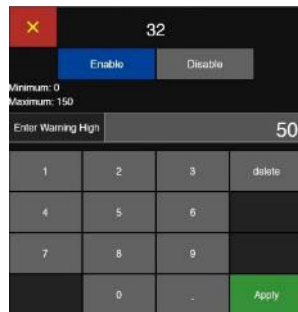 × 32
Enable Disable
Minimum: 0
Maximum: 150
Enter Warning High 50
1 2 3 delete
4 5 6
7 8 9
0 .
Apply